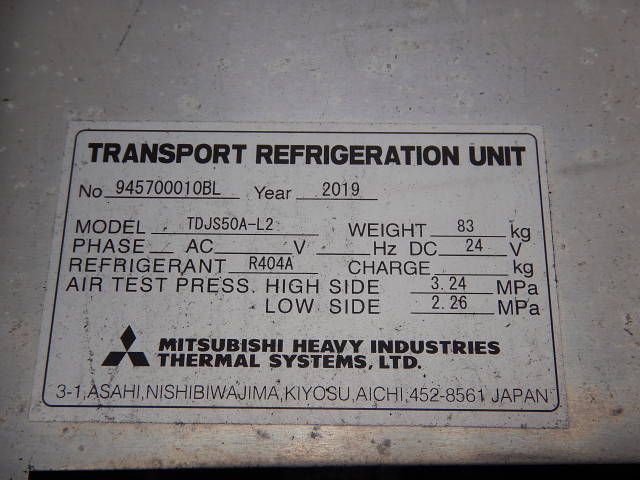 TRANSPORT REFRIGERATION UNIT
No 945700010BL Year 2019
MODEL TDJS50A-L2 WEIGHT 83 kg
PHASE AC V Hz DC 24 V
REFRIGERANT R404A CHARGE kg
AIR TEST PRESS. HIGH SIDE 3.24 MPa
LOW SIDE 2.26 MPa
MITSUBISHI HEAVY INDUSTRIES
THERMAL SYSTEMS, LTD.
3-1,ASAHI,NISHIBIWAJIMA,KIYOSU,AICHI,452-8561 JAPAN